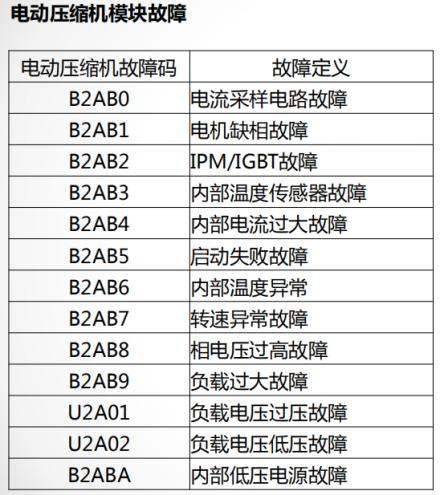 电动压缩机模块故障
电动压缩机故障码 故障定义
B2AB0 电流采样电路故障
B2AB1 电机缺相故障
B2AB2 IPM/IGBT故障
B2AB3 内部温度传感器故障
B2AB4 内部电流过大故障
B2AB5 启动失败故障
B2AB6 内部温度异常
B2AB7 转速异常故障
B2AB8 相电压过高故障
B2AB9 负载过大故障
U2A01 负载电压过压故障
U2A02 负载电压低压故障
B2ABA 内部低压电源故障